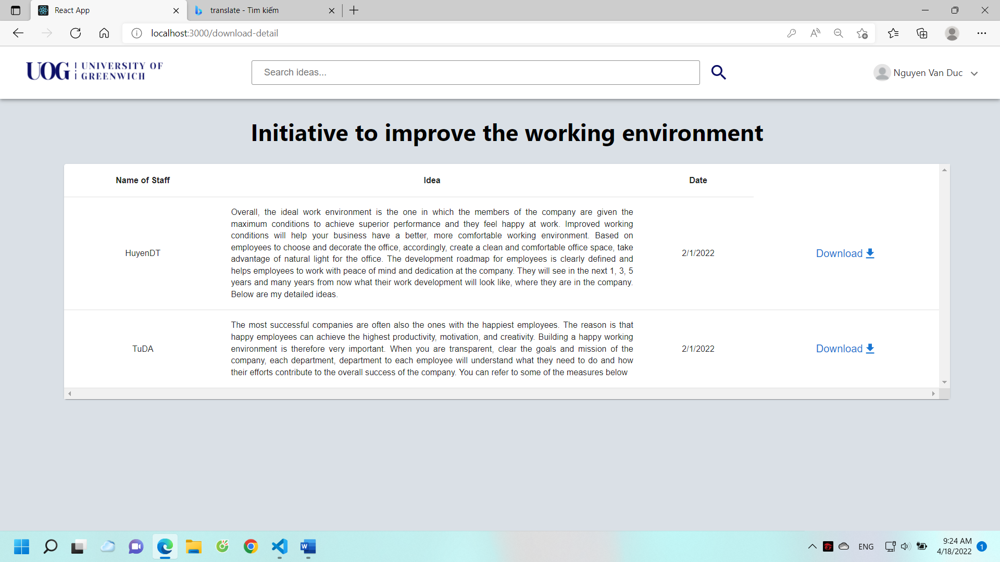 React App
translate - Tìm kiếm
localhost:3000/download-detail
UOG UNIVERSITY OF GREENWICH
Search ideas...
Nguyen Van Duc
Initiative to improve the working environment
Name of Staff Idea Date
Overall, the ideal work environment is the one in which the members of the company are given the
maximum conditions to achieve superior performance and they feel happy at work. Improved working
conditions will help your business have a better, more comfortable working environment. Based on
employees to choose and decorate the office, accordingly, create a clean and comfortable office space, take
advantage of natural light for the office. The development roadmap for employees is clearly defined and
helps employees to work with peace of mind and dedication at the company. They will see in the next 1, 3, 5
years and many years from now what their work development will look like, where they are in the company.
Below are my detailed ideas.
HuyenDT
2/1/2022
Download
The most successful companies are often also the ones with the happiest employees. The reason is that
happy employees can achieve the highest productivity, motivation, and creativity. Building a happy working
environment is therefore very important. When you are transparent, clear the goals and mission of the
company, each department, department to each employee will understand what they need to do and how
their efforts contribute to the overall success of the company. You can refer to some of the measures below
TuDA
2/1/2022
Download
ENG
9:24 AM
4/18/2022
1